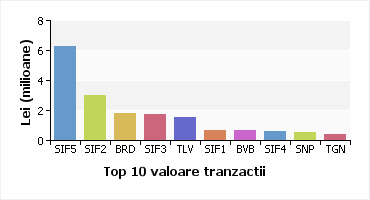 8
6
4
2
0
Lei (milioane)
SIF5 SIF2 BRD SIF3 TLV SIF1 BVB SIF4 SNP TGN
Top 10 valoare tranzactii